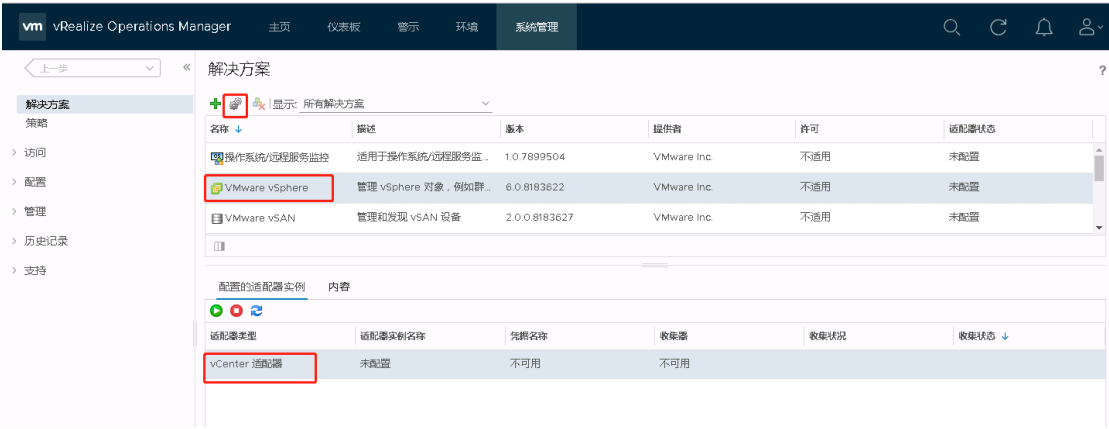 vm vRealize Operations Manager 主页 仪表板 警示 环境 系统管理
上一步 « 解决方案 ?
解决方案
策略
访问
配置
管理
历史记录
支持
显示: 所有解决方案
名称 描述 版本 提供者 许可 适配器状态
操作系统/远程服务监控 适用于操作系统/远程服务监... 1.0.7899504 VMware Inc. 不适用 未配置
VMware vSphere 管理 vSphere 对象，例如群... 6.0.8183622 VMware Inc. 不适用 未配置
VMware vSAN 管理和发现 vSAN 设备 2.0.0.8183627 VMware Inc. 不适用 未配置
配置的适配器实例 内容
适配器类型 适配器实例名称 凭据名称 收集器 收集状况 收集状态
vCenter 适配器 未配置 不可用 不可用